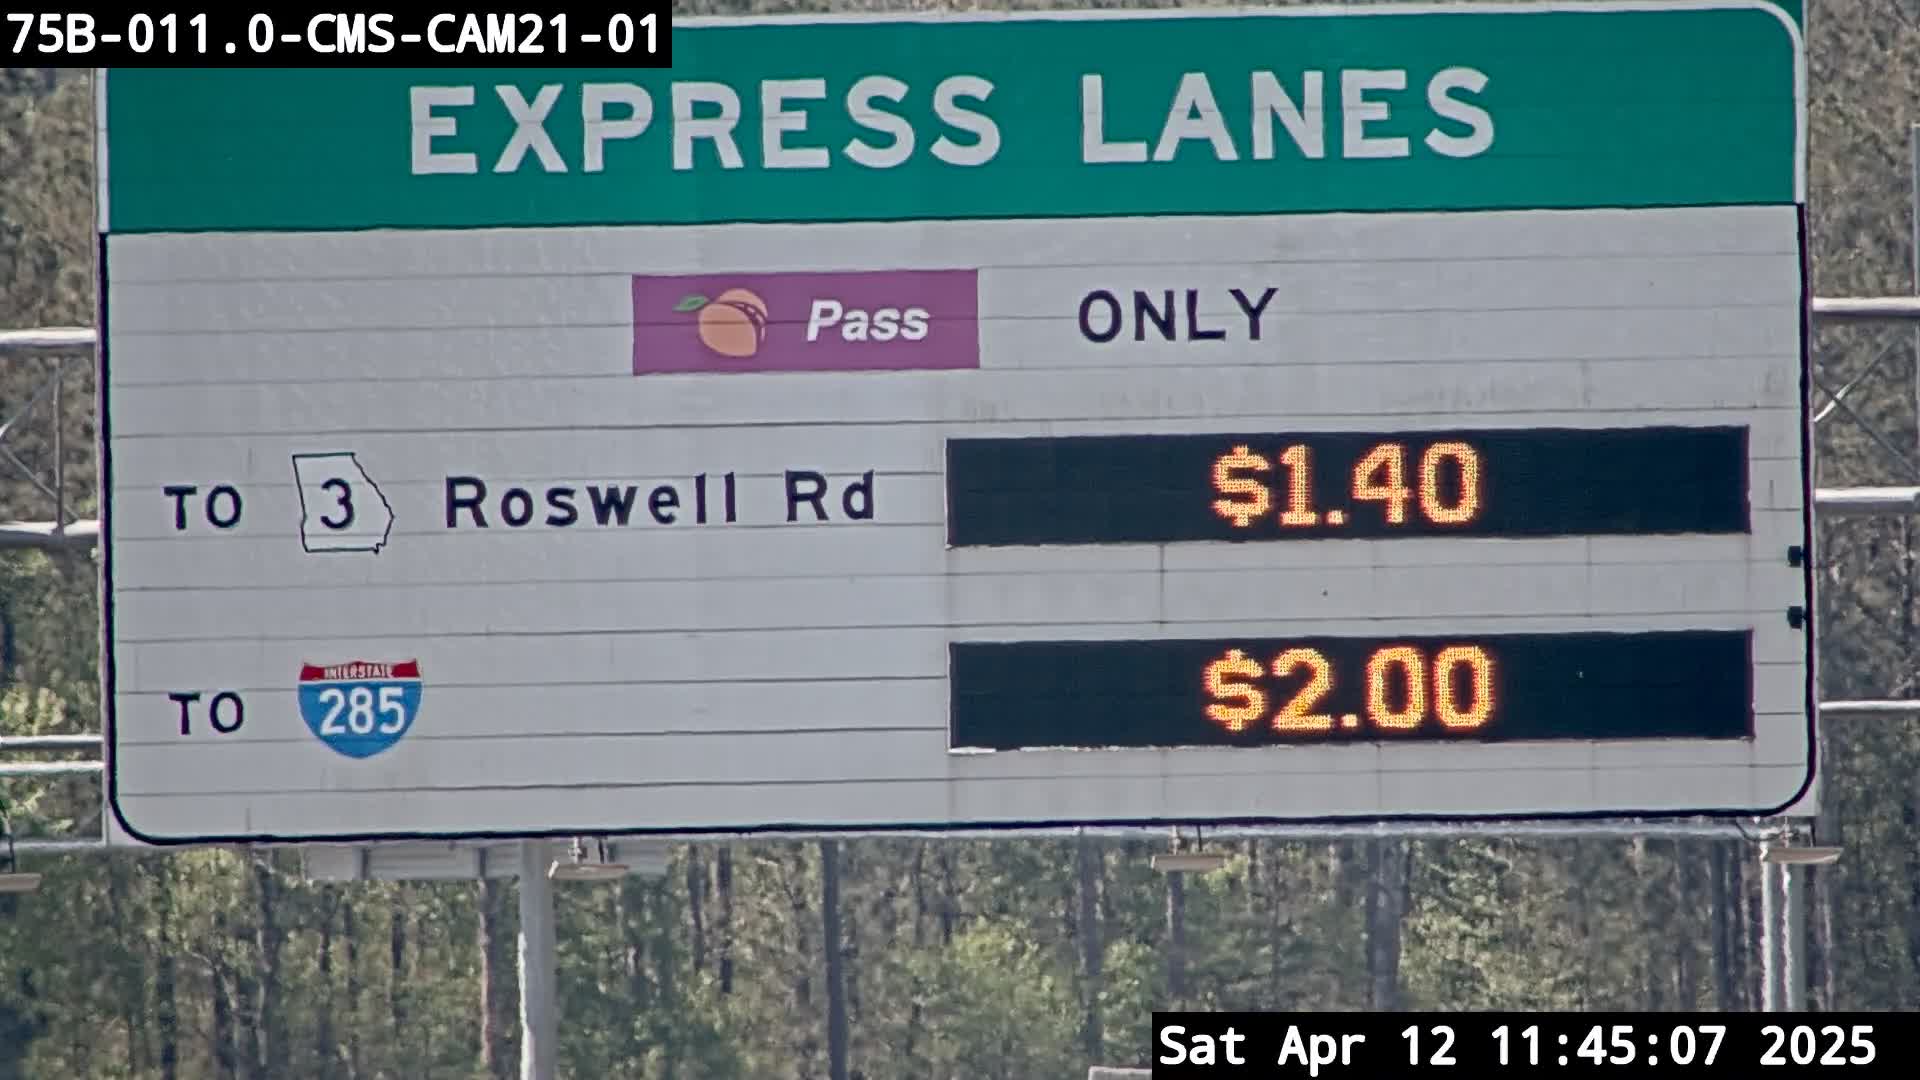 75B-011.0-CMS-CAM21-01
EXPRESS LANES
Pass ONLY
TO 3 Roswell Rd $1.40
INTERSTATE
TO 285 $2.00
Sat Apr 12 11:45:07 2025